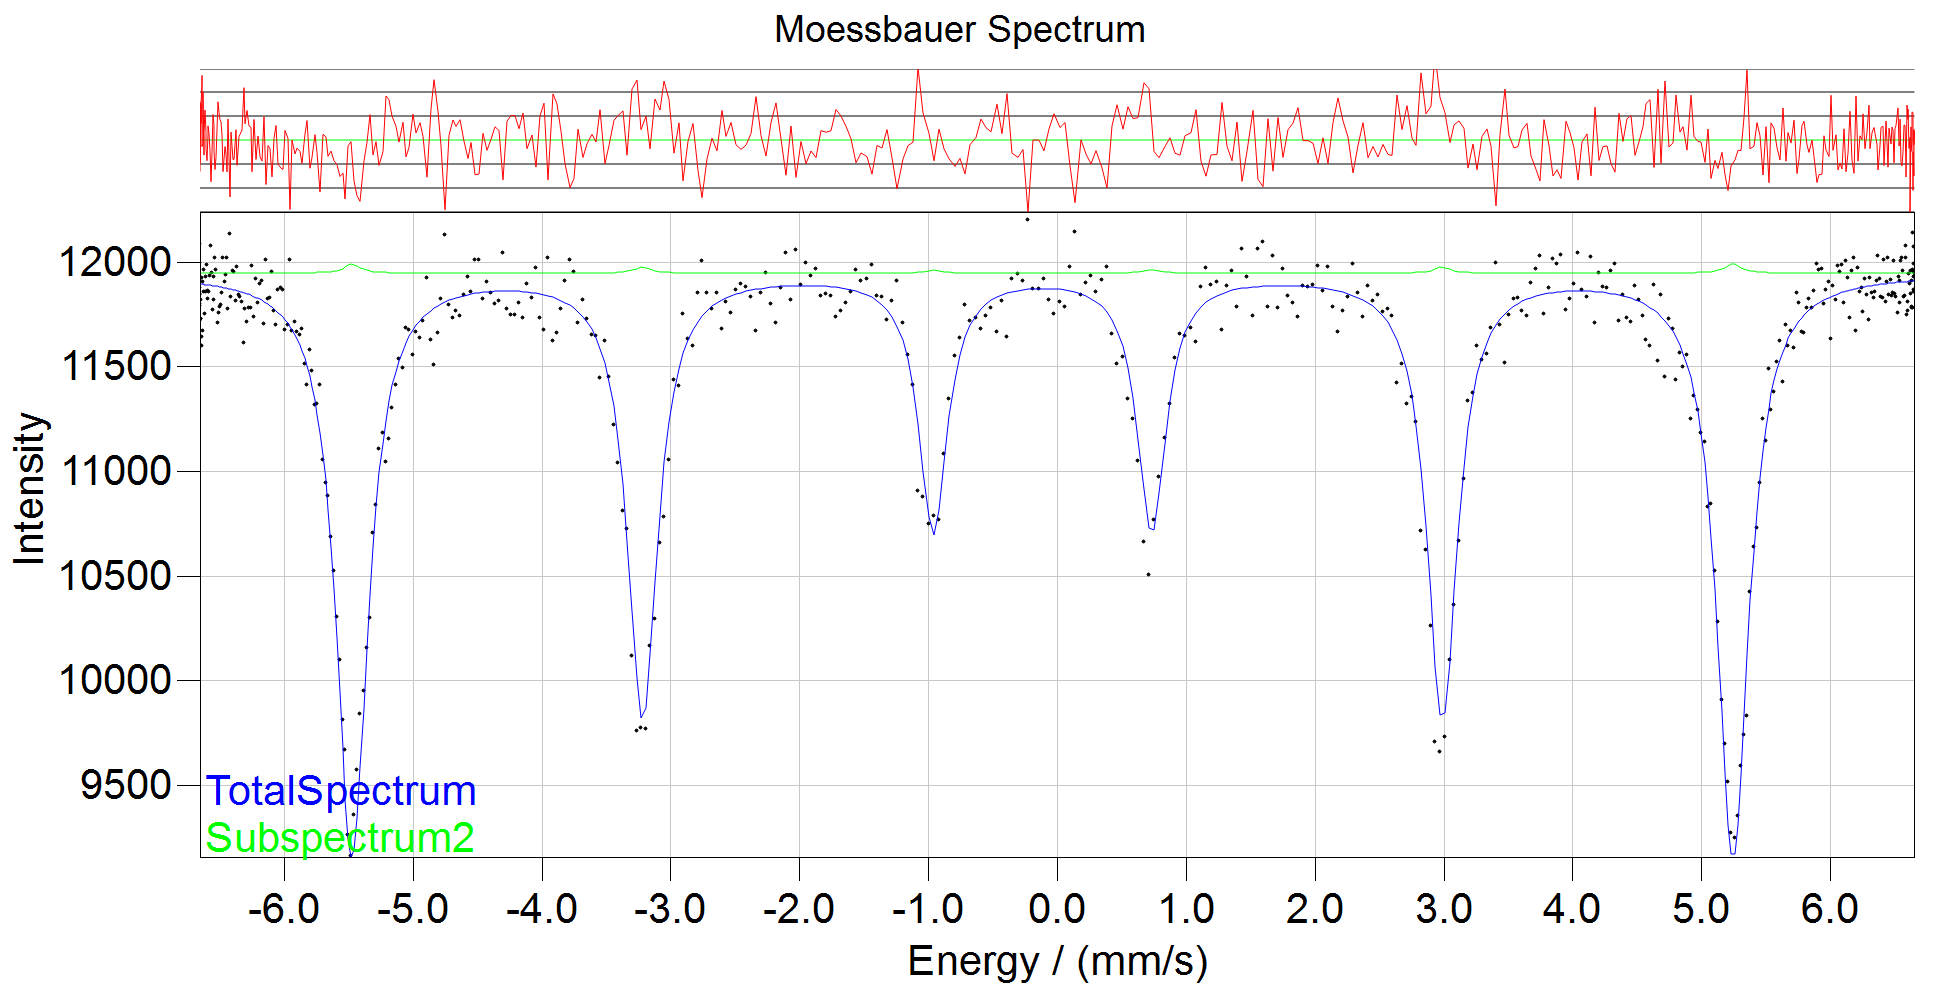 Moessbauer Spectrum
12000
11500
11000
10500
10000
9500
Intensity
TotalSpectrum
Subspectrum2
-6.0 -5.0 -4.0 -3.0 -2.0 -1.0 0.0 1.0 2.0 3.0 4.0 5.0 6.0
Energy / (mm/s)